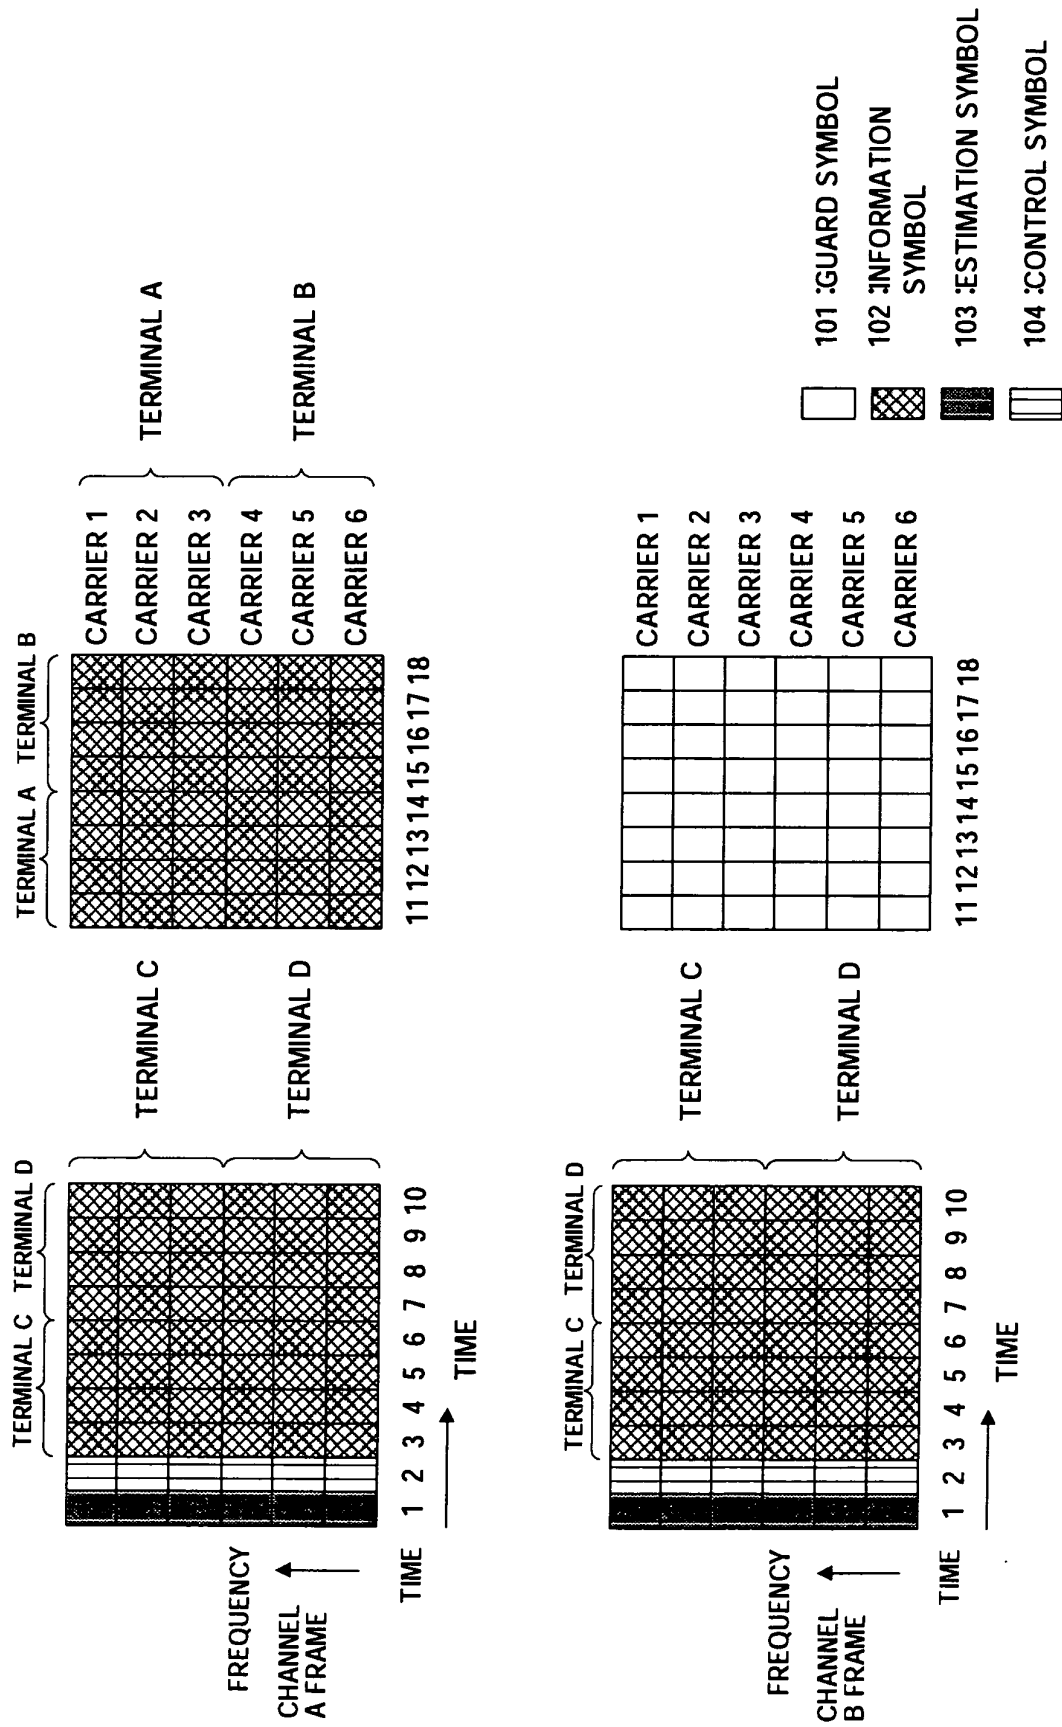 TERMINAL C TERMINAL D
TERMINAL A TERMINAL B
TERMINAL C
TERMINAL D
CARRIER 1
CARRIER 2
CARRIER 3
CARRIER 4
CARRIER 5
CARRIER 6
TERMINAL A
TERMINAL B
FREQUENCY
CHANNEL
A FRAME
TIME
1 2 3 4 5 6 7 8 9 10
11 12 13 14 15 16 17 18
TIME
TERMINAL C TERMINAL D
TERMINAL C
TERMINAL D
CARRIER 1
CARRIER 2
CARRIER 3
CARRIER 4
CARRIER 5
CARRIER 6
FREQUENCY
CHANNEL
B FRAME
TIME
1 2 3 4 5 6 7 8 9 10
11 12 13 14 15 16 17 18
TIME
101 :GUARD SYMBOL
102 :INFORMATION
SYMBOL
103 :ESTIMATION SYMBOL
104 :CONTROL SYMBOL